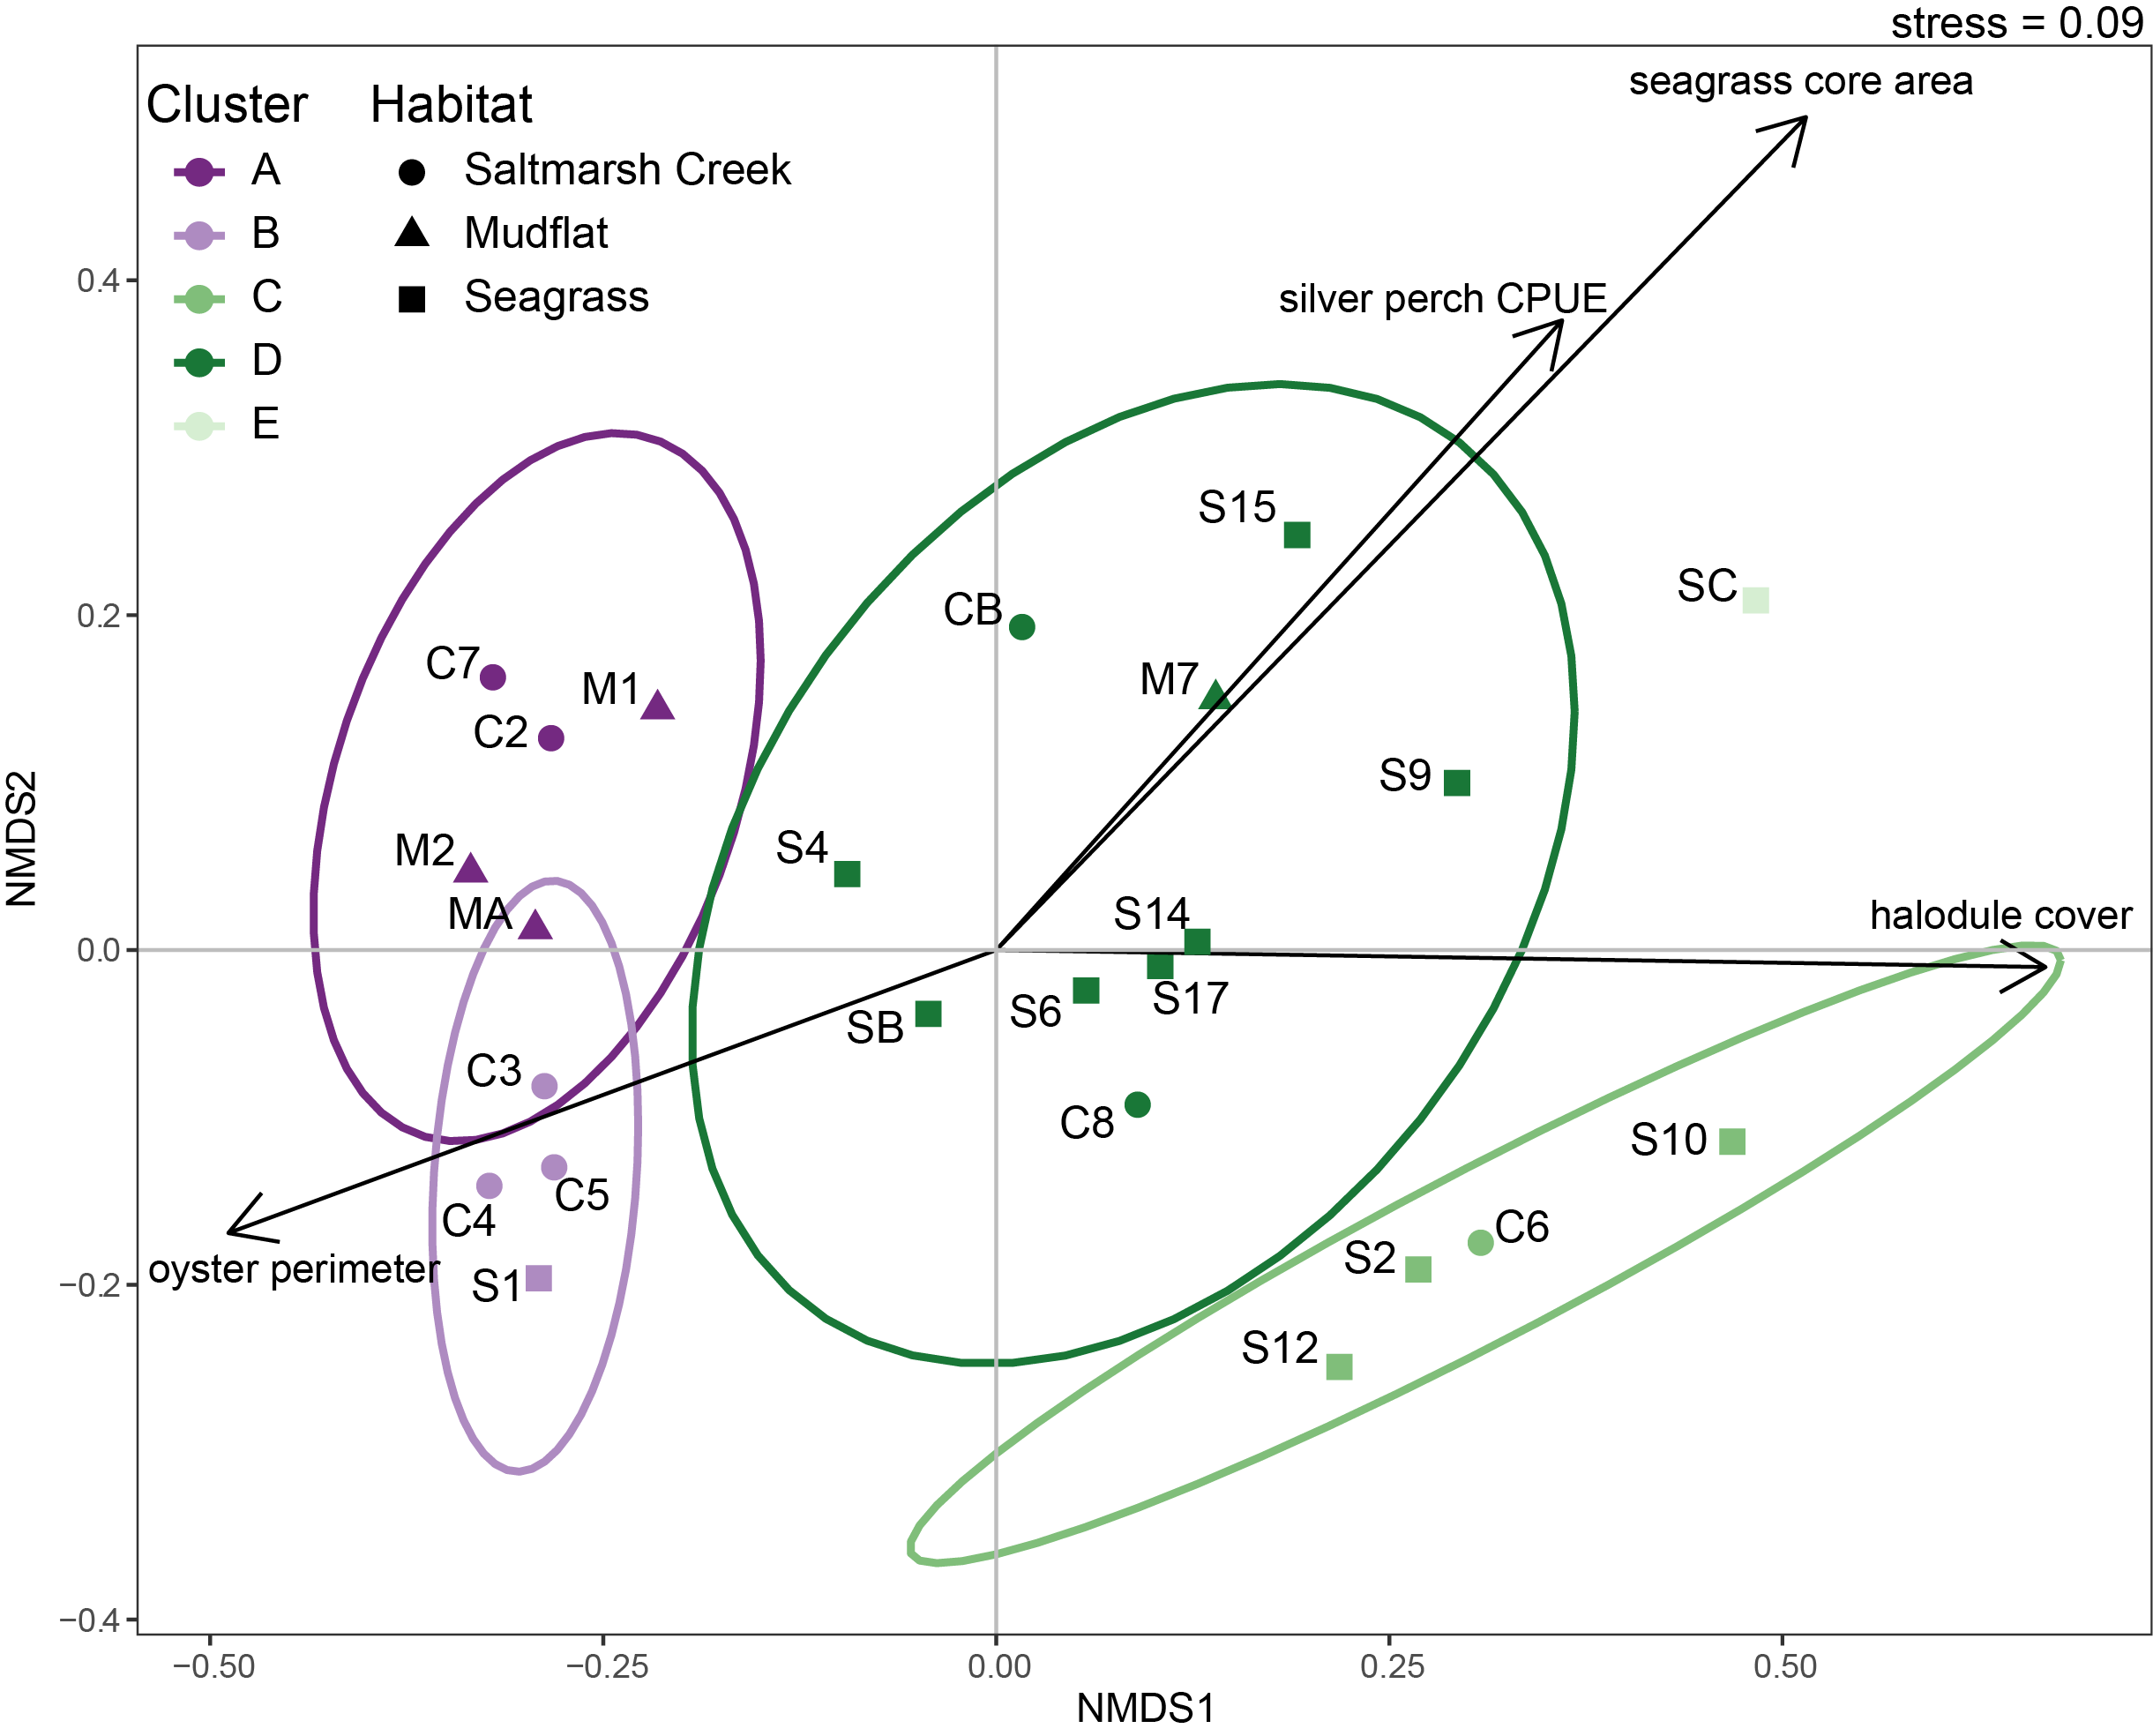 stress = 0.09
seagrass core area
Cluster Habitat
A Saltmarsh Creek
B Mudflat
C Seagrass
D
E
silver perch CPUE
0.4
S15
SC
CB
0.2
C7
M1
M7
C2
S9
M2
S4
MA
S14
halodule cover
NMDS2
0.0
S17
S6
SB
C3
C8
S10
C5
C4
C6
S2
oyster perimeter
S1
−0.2
S12
−0.4
−0.50 −0.25 0.00 0.25 0.50
NMDS1